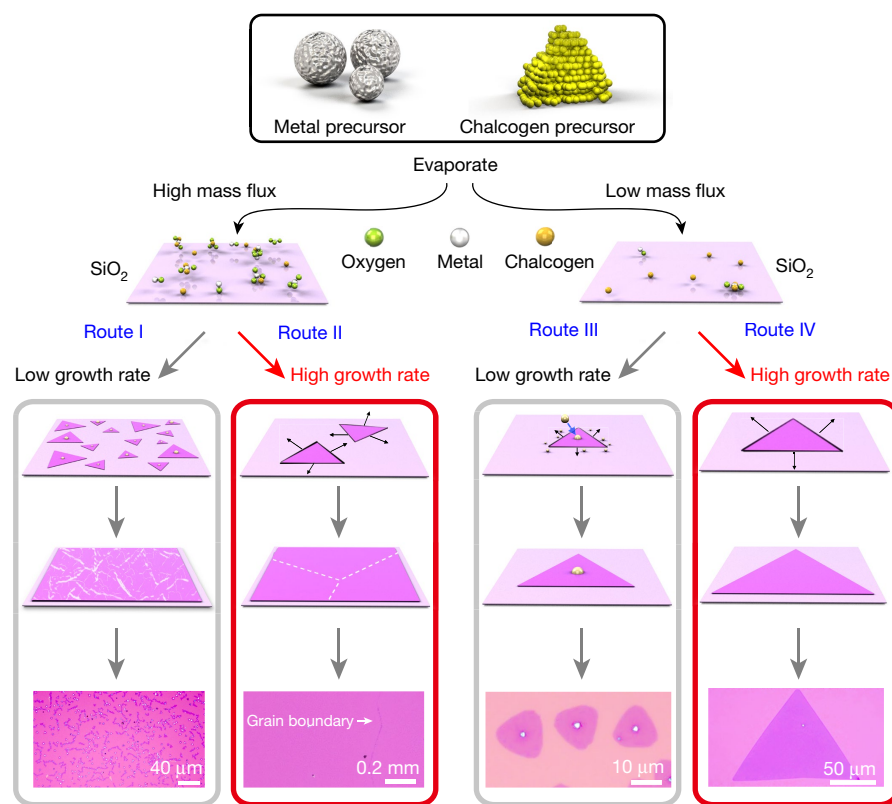 Metal precursor
Chalcogen precursor
Evaporate
High mass flux
Low mass flux
SiO₂
Oxygen
Metal
Chalcogen
SiO₂
Route I
Route II
Route III
Route IV
Low growth rate
High growth rate
Low growth rate
High growth rate
Grain boundary
40 μm
0.2 mm
10 μm
50 μm